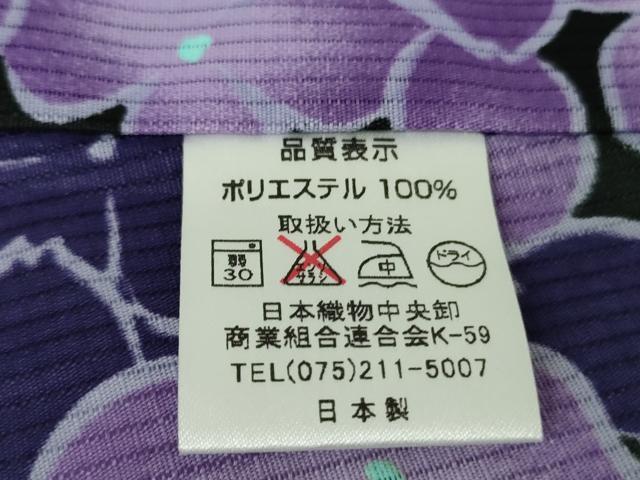 品質表示
ポリエステル 100%
取扱い方法
弱 30 エンソ サラシ 中 ドライ
日本織物中央卸
商業組合連合会K-59
TEL(075)211-5007
日本製